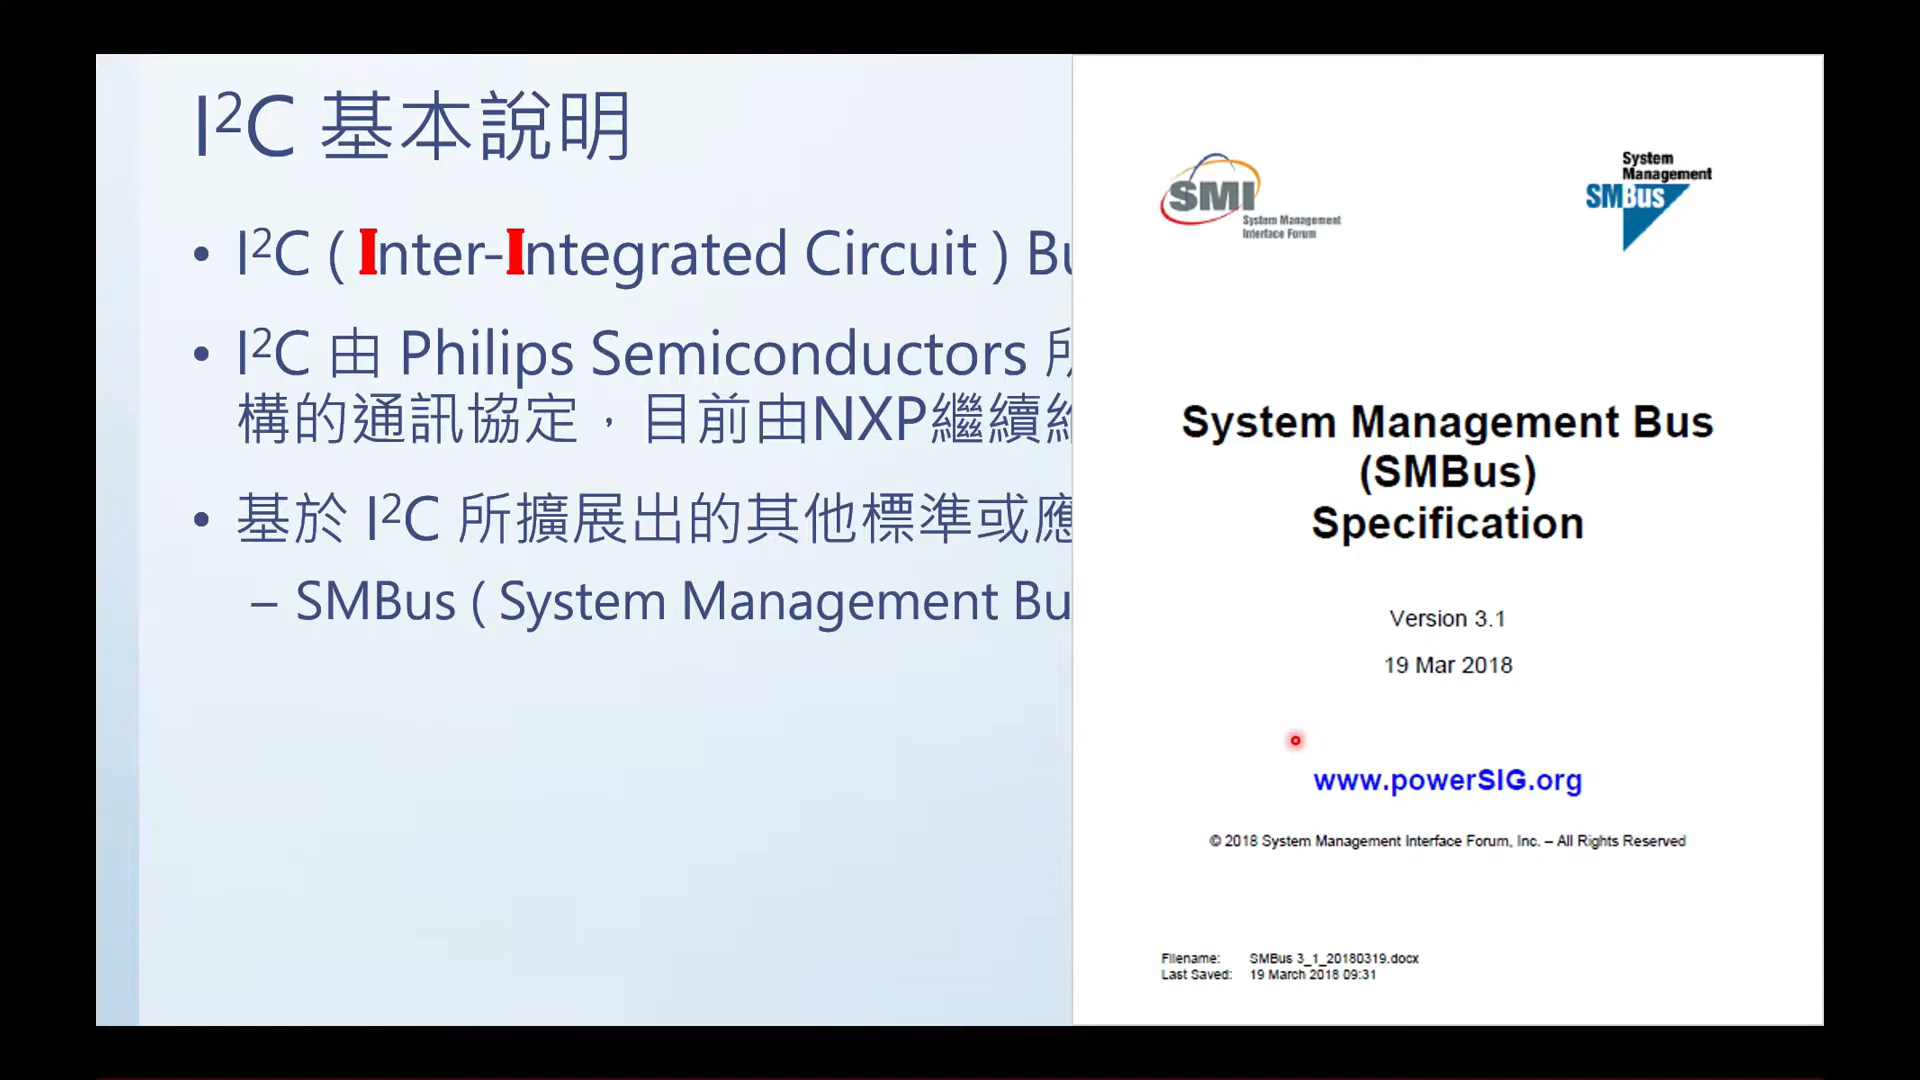 I²C 基本說明
• I²C ( Inter-Integrated Circuit ) Bu
• I²C 由 Philips Semiconductors 所
構的通訊協定，目前由NXP繼續維
• 基於 I²C 所擴展出的其他標準或應
– SMBus ( System Management Bu
SMI
System Management
Interface Forum
System
Management
SMBus
System Management Bus
(SMBus)
Specification
Version 3.1
19 Mar 2018
www.powerSIG.org
© 2018 System Management Interface Forum, Inc. – All Rights Reserved
Filename: SMBus 3_1_20180319.docx
Last Saved: 19 March 2018 09:31